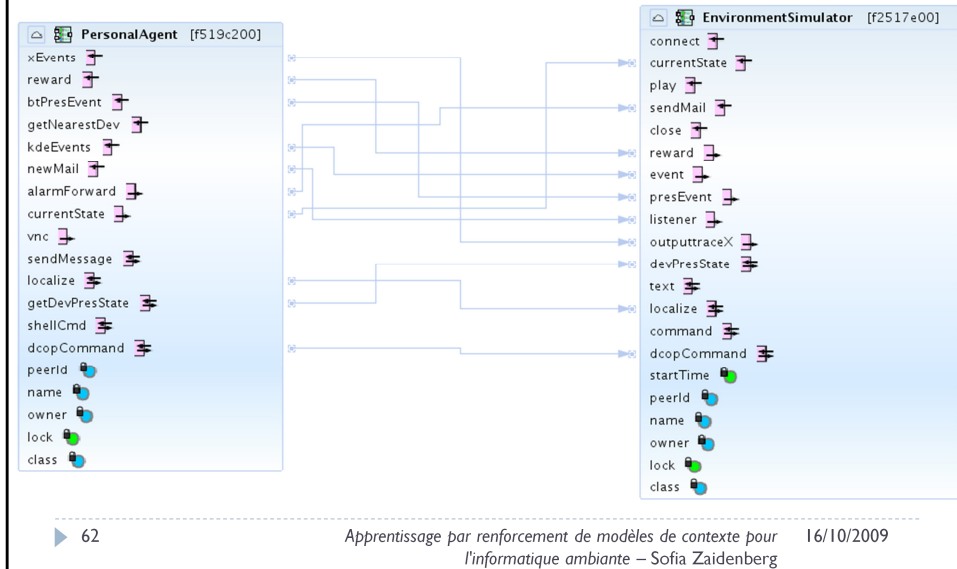 PersonalAgent [f519c200]
xEvents
reward
btPresEvent
getNearestDev
kdeEvents
newMail
alarmForward
currentState
vnc
sendMessage
localize
getDevPresState
shellCmd
dcopCommand
peerId
name
owner
lock
class
EnvironmentSimulator [f2517e00]
connect
currentState
play
sendMail
close
reward
event
presEvent
listener
outputtraceX
devPresState
text
localize
command
dcopCommand
startTime
peerId
name
owner
lock
class
62
Apprentissage par renforcement de modèles de contexte pour
l'informatique ambiante – Sofia Zaidenberg
16/10/2009